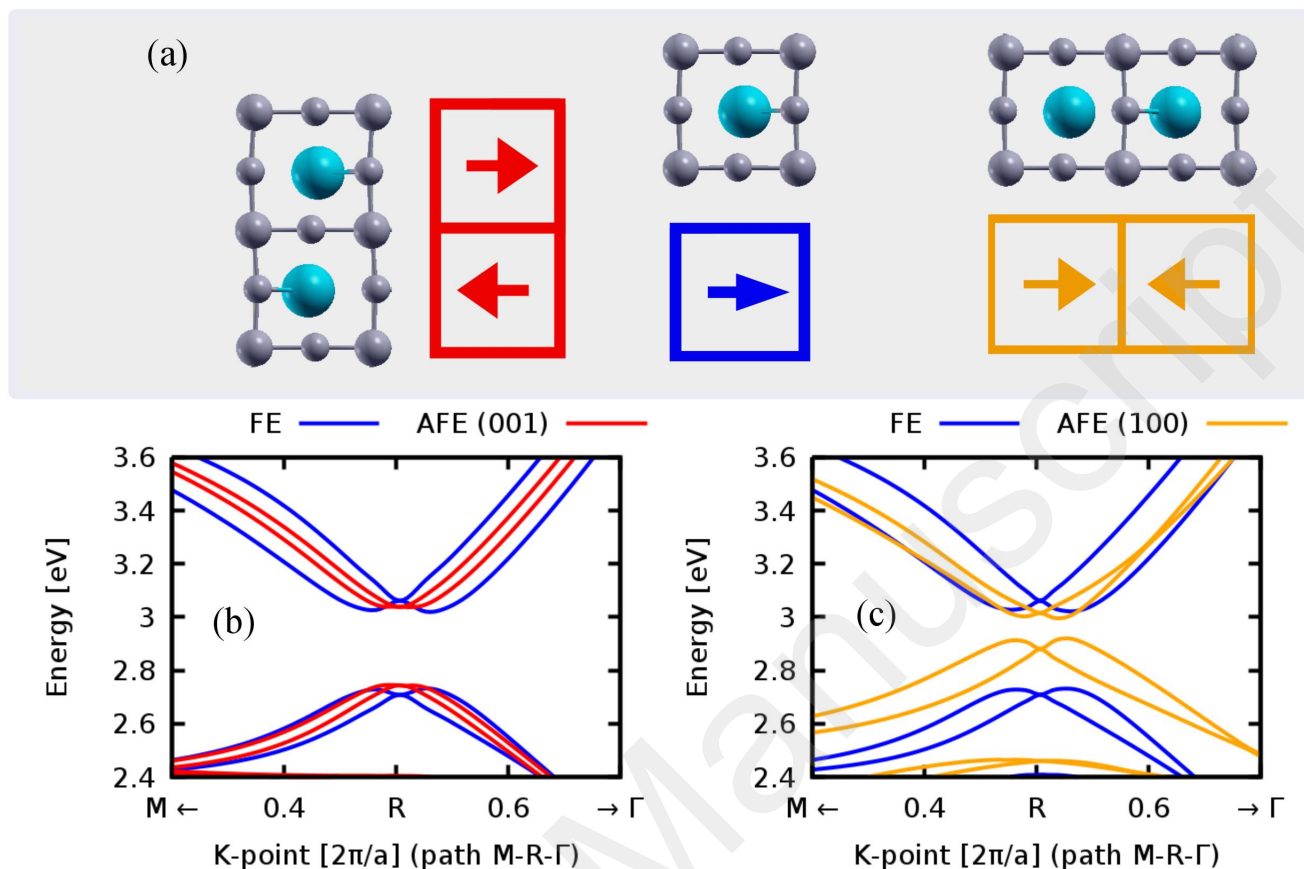 (a)
FE AFE (001)
3.6
3.4
3.2
3
2.8
2.6
2.4
Energy [eV]
(b)
M ← 0.4 R 0.6 → Γ
K-point [2π/a] (path M-R-Γ)
FE AFE (100)
3.6
3.4
3.2
3
2.8
2.6
2.4
Energy [eV]
(c)
M ← 0.4 R 0.6 → Γ
K-point [2π/a] (path M-R-Γ)
Manuscript